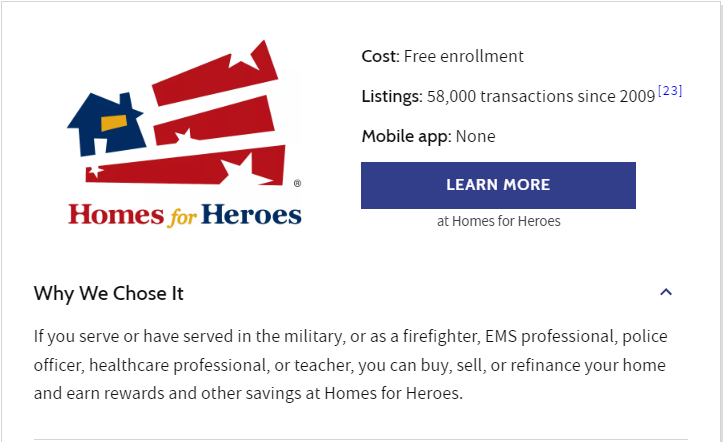 Cost: Free enrollment
Listings: 58,000 transactions since 2009[23]
Mobile app: None
LEARN MORE
at Homes for Heroes
®
Homes for Heroes
Why We Chose It
If you serve or have served in the military, or as a firefighter, EMS professional, police
officer, healthcare professional, or teacher, you can buy, sell, or refinance your home
and earn rewards and other savings at Homes for Heroes.